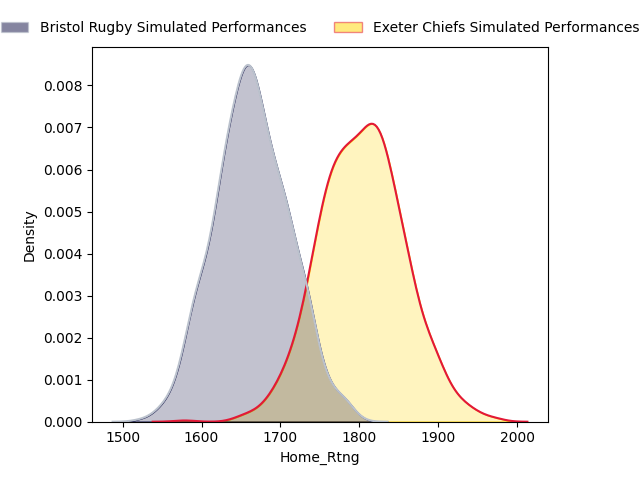 Bristol Rugby Simulated Performances Exeter Chiefs Simulated Performances
0.008
0.007
0.006
0.005
0.004
0.003
0.002
0.001
0.000
Density
1500 1600 1700 1800 1900 2000
Home_Rtng